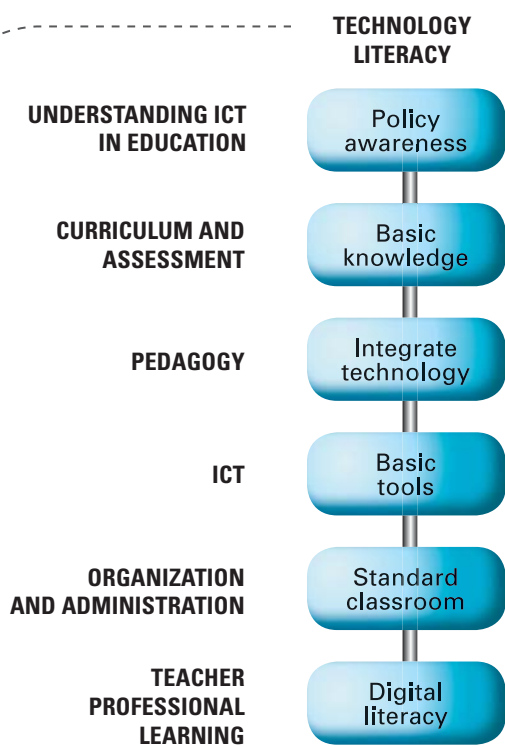 TECHNOLOGY
LITERACY
UNDERSTANDING ICT
IN EDUCATION
Policy
awareness
CURRICULUM AND
ASSESSMENT
Basic
knowledge
PEDAGOGY
Integrate
technology
ICT
Basic
tools
ORGANIZATION
AND ADMINISTRATION
Standard
classroom
TEACHER
PROFESSIONAL
LEARNING
Digital
literacy